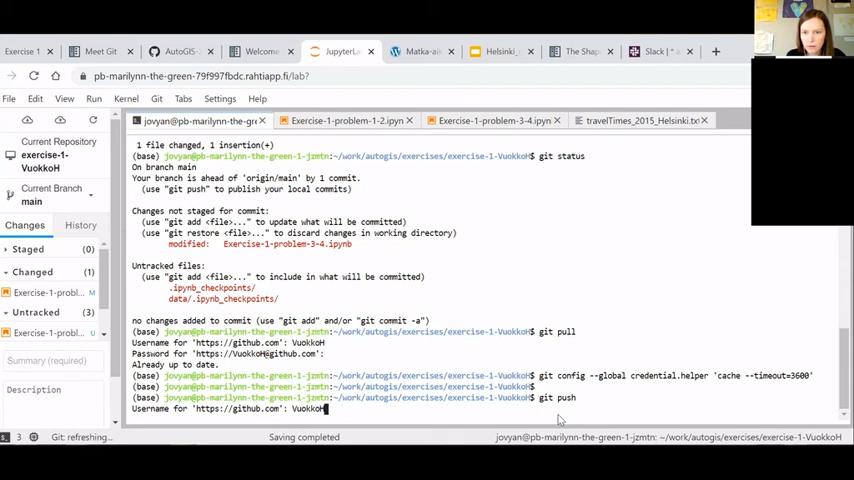 Exercise 1
Meet Git
AutoGIS-
Welcome
JupyterLab
Matka-aik
Helsinki_
The Shap
Slack | *
pb-marilynn-the-green-79f997fbdc.rahtiapp.fi/lab?
File Edit View Run Kernel Git Tabs Settings Help
jovyan@pb-marilynn-the-gre
Exercise-1-problem-1-2.ipyn
Exercise-1-problem-3-4.ipyn
travelTimes_2015_Helsinki.tx
Current Repository
exercise-1-
VuokkoH
Current Branch
main
Changes History
Staged (0)
Changed (1)
Exercise-1-probl… M
Untracked (3)
Exercise-1-probl… U
Summary (required)
Description
1 file changed, 1 insertion(+)
(base) jovyan@pb-marilynn-the-green-1-jzmtn:~/work/autogis/exercises/exercise-1-VuokkoH$ git status
On branch main
Your branch is ahead of 'origin/main' by 1 commit.
(use "git push" to publish your local commits)
Changes not staged for commit:
(use "git add <file>..." to update what will be committed)
(use "git restore <file>..." to discard changes in working directory)
modified: Exercise-1-problem-3-4.ipynb
Untracked files:
(use "git add <file>..." to include in what will be committed)
.ipynb_checkpoints/
data/.ipynb_checkpoints/
no changes added to commit (use "git add" and/or "git commit -a")
(base) jovyan@pb-marilynn-the-green-1-jzmtn:~/work/autogis/exercises/exercise-1-VuokkoH$ git pull
Username for 'https://github.com': VuokkoH
Password for 'https://VuokkoH@github.com':
Already up to date.
(base) jovyan@pb-marilynn-the-green-1-jzmtn:~/work/autogis/exercises/exercise-1-VuokkoH$ git config --global credential.helper 'cache --timeout=3600'
(base) jovyan@pb-marilynn-the-green-1-jzmtn:~/work/autogis/exercises/exercise-1-VuokkoH$
(base) jovyan@pb-marilynn-the-green-1-jzmtn:~/work/autogis/exercises/exercise-1-VuokkoH$ git push
Username for 'https://github.com': VuokkoH
1 Git: refreshing...
Saving completed
jovyan@pb-marilynn-the-green-1-jzmtn: ~/work/autogis/exercises/exercise-1-VuokkoH